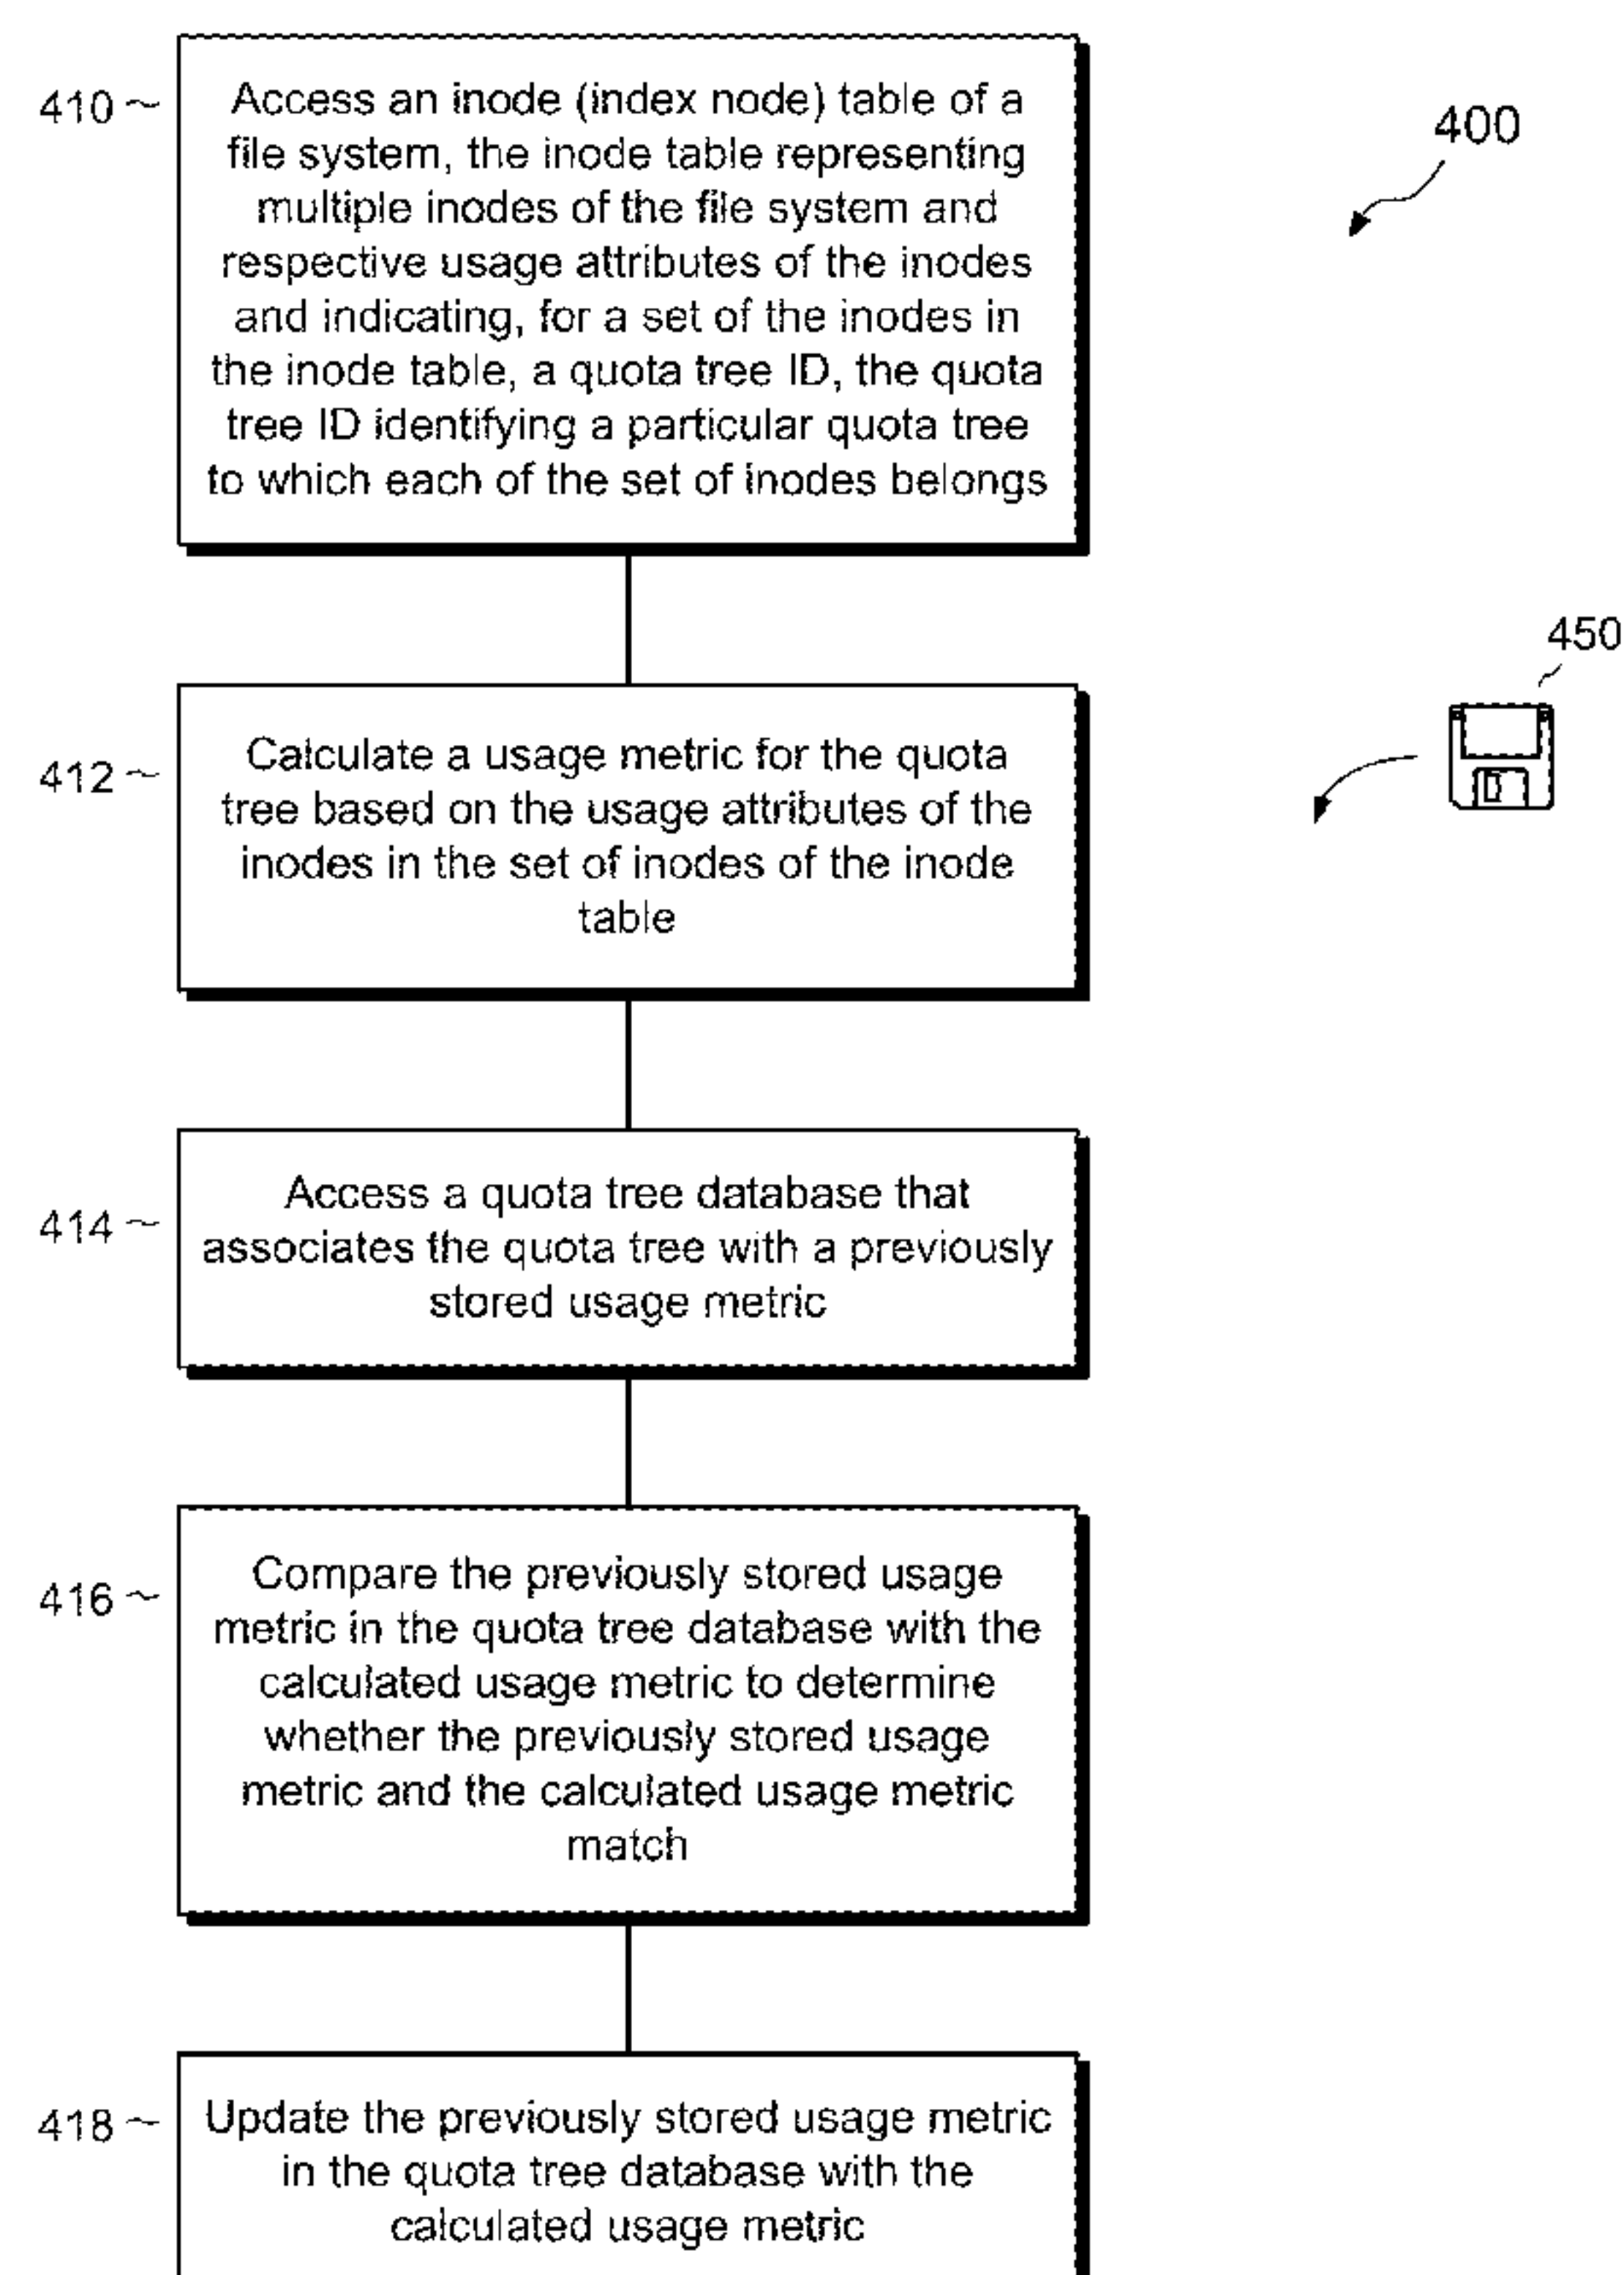 410 ~
Access an inode (index node) table of a
file system, the inode table representing
multiple inodes of the file system and
respective usage attributes of the inodes
and indicating, for a set of the inodes in
the inode table, a quota tree ID, the quota
tree ID identifying a particular quota tree
to which each of the set of inodes belongs
400
450
412 ~
Calculate a usage metric for the quota
tree based on the usage attributes of the
inodes in the set of inodes of the inode
table
414 ~
Access a quota tree database that
associates the quota tree with a previously
stored usage metric
416 ~
Compare the previously stored usage
metric in the quota tree database with the
calculated usage metric to determine
whether the previously stored usage
metric and the calculated usage metric
match
418 ~
Update the previously stored usage metric
in the quota tree database with the
calculated usage metric